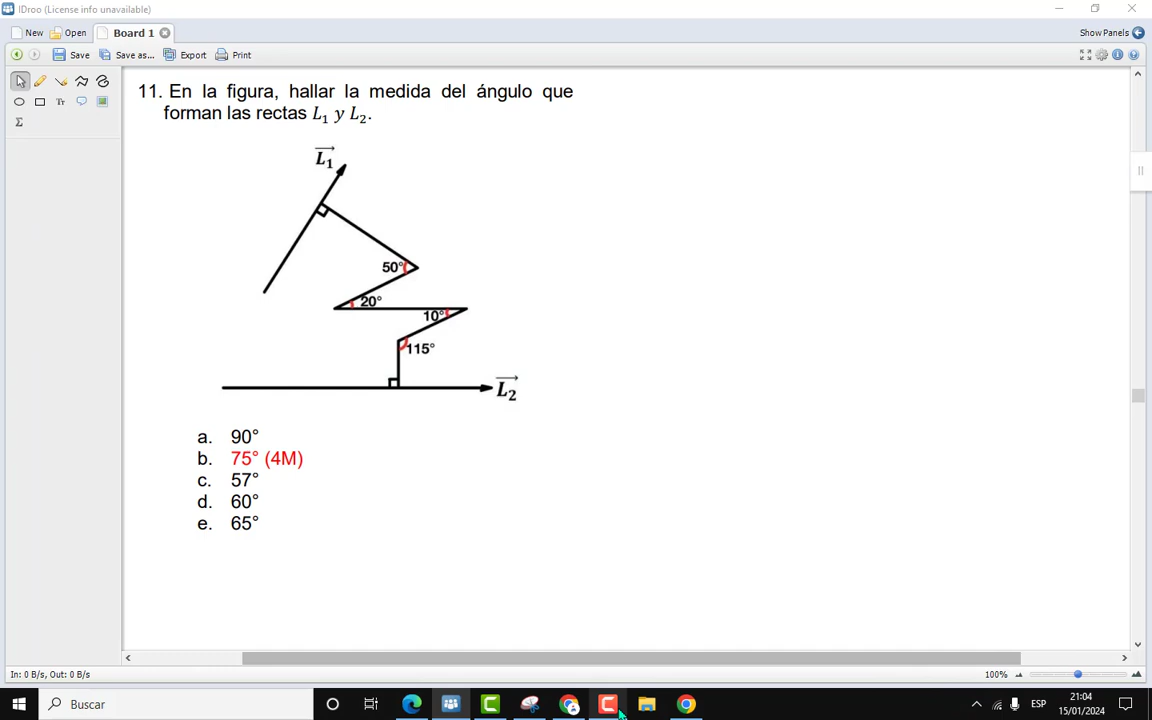 IDroo (License info unavailable)
New Open Board 1 Show Panels
Save Save as... Export Print
Tr
Σ
11. En la figura, hallar la medida del ángulo que
forman las rectas L₁ y L₂.
L₁
50°
20°
10°
115°
L₂
a. 90°
b. 75° (4M)
c. 57°
d. 60°
e. 65°
In: 0 B/s, Out: 0 B/s 100%
Buscar ESP 21:04
15/01/2024